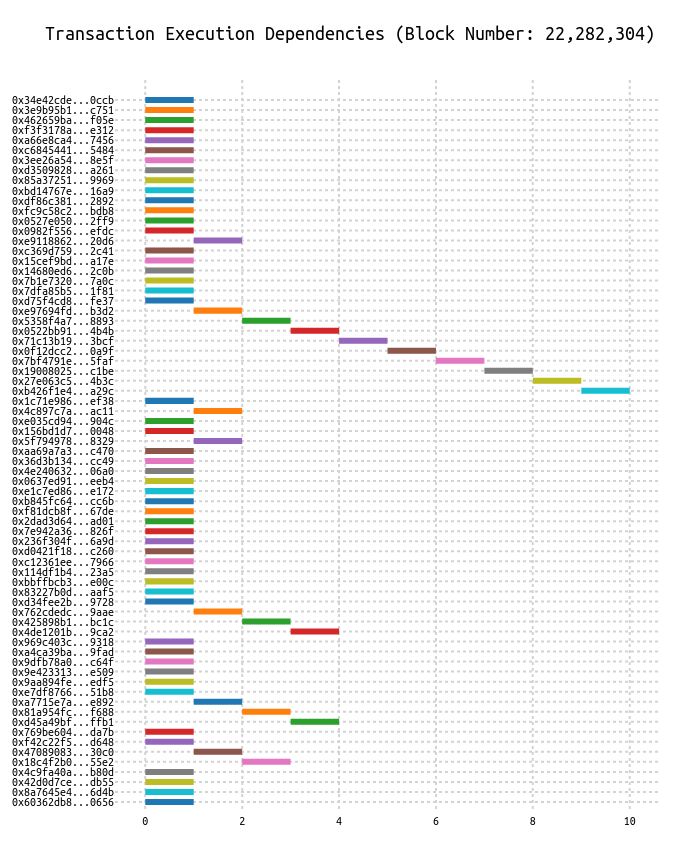 Transaction Execution Dependencies (Block Number: 22,282,304)
0x34e42cde...0ccb
0x3e9b95b1...c751
0x462659ba...f05e
0xf3f3178a...e312
0xa66e8ca4...7456
0xc6845441...5484
0x3ee26a54...8e5f
0xd3509828...a261
0x85a37251...9969
0xbd14767e...16a9
0xdf86c381...2892
0xfc9c58c2...bdb8
0x0527e050...2ff9
0x0982f556...efdc
0xe9118862...20d6
0xc369d759...2c41
0x15cef9bd...a17e
0x14680ed6...2c0b
0x7b1e7320...7a0c
0x7dfa85b5...1f81
0xd75f4cd8...fe37
0xe97694fd...b3d2
0x5358f4a7...8893
0x0522bb91...4b4b
0x71c13b19...3bcf
0x0f12dcc2...0a9f
0x7bf4791e...5faf
0x19008025...c1be
0x27e063c5...4b3c
0xb426f1e4...a29c
0x1c71e986...ef38
0x4c897c7a...ac11
0xe035cd94...904c
0x156bd1d7...0048
0x5f794978...8329
0xaa69a7a3...c470
0x36d3b134...cc49
0x4e240632...06a0
0x0637ed91...eeb4
0xe1c7ed86...e172
0xb845fc64...cc6b
0xf81dcb8f...67de
0x2dad3d64...ad01
0x7e942a36...826f
0x236f304f...6a9d
0xd0421f18...c260
0xc12361ee...7966
0x114df1b4...23a5
0xbbffbcb3...e00c
0x83227b0d...aaf5
0xd34fee2b...9728
0x762cdedc...9aae
0x425898b1...bc1c
0x4de1201b...9ca2
0x969c403c...9318
0xa4ca39ba...9fad
0x9dfb78a0...c64f
0x9e423313...e509
0x9aa894fe...edf5
0xe7df8766...51b8
0xa7715e7a...e892
0x81a954fc...f688
0xd45a49bf...ffb1
0x769be604...da7b
0xf42c22f5...d648
0x47089083...30c0
0x18c4f2b0...55e2
0x4c9fa40a...b80d
0x42d0d7ce...db55
0x8a7645e4...6d4b
0x60362db8...0656
0 2 4 6 8 10